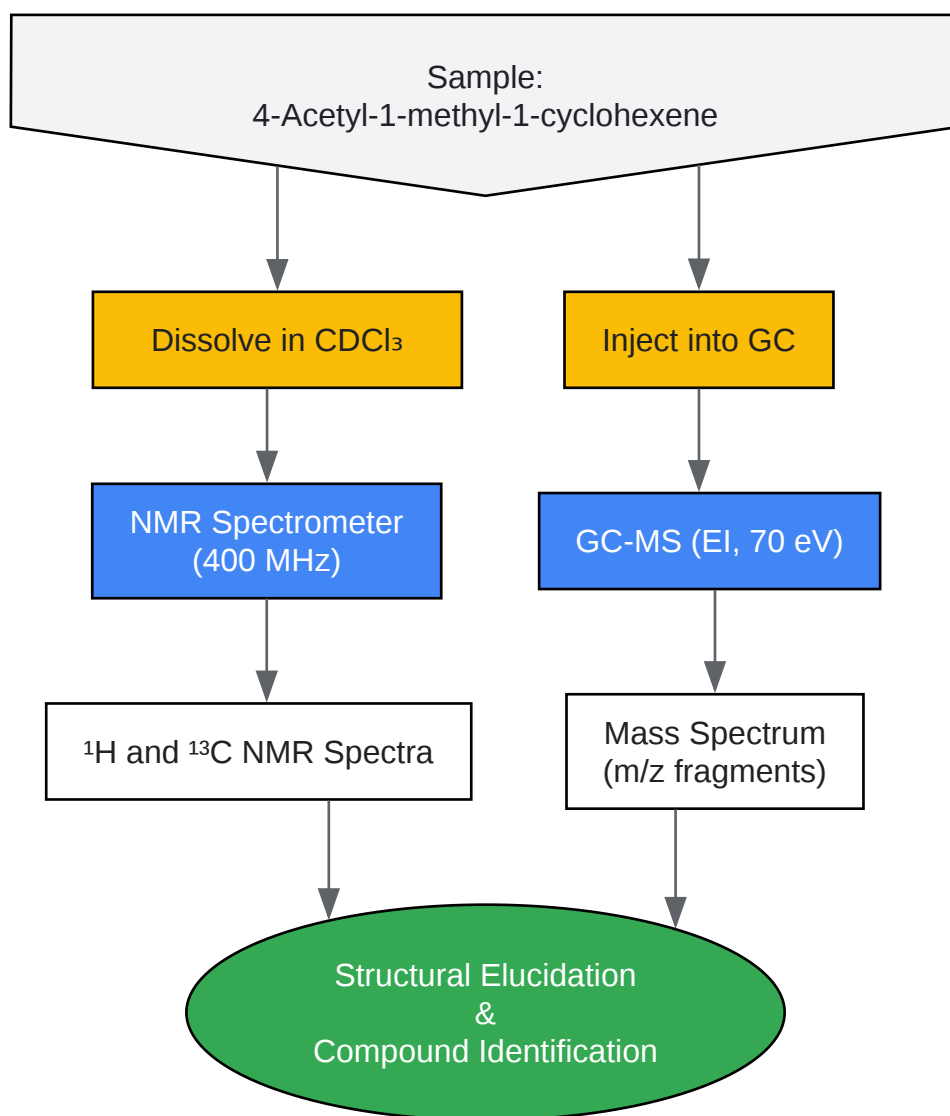 Sample:
4-Acetyl-1-methyl-1-cyclohexene
Dissolve in CDCl₃
Inject into GC
NMR Spectrometer
(400 MHz)
GC-MS (EI, 70 eV)
¹H and ¹³C NMR Spectra
Mass Spectrum
(m/z fragments)
Structural Elucidation
&
Compound Identification